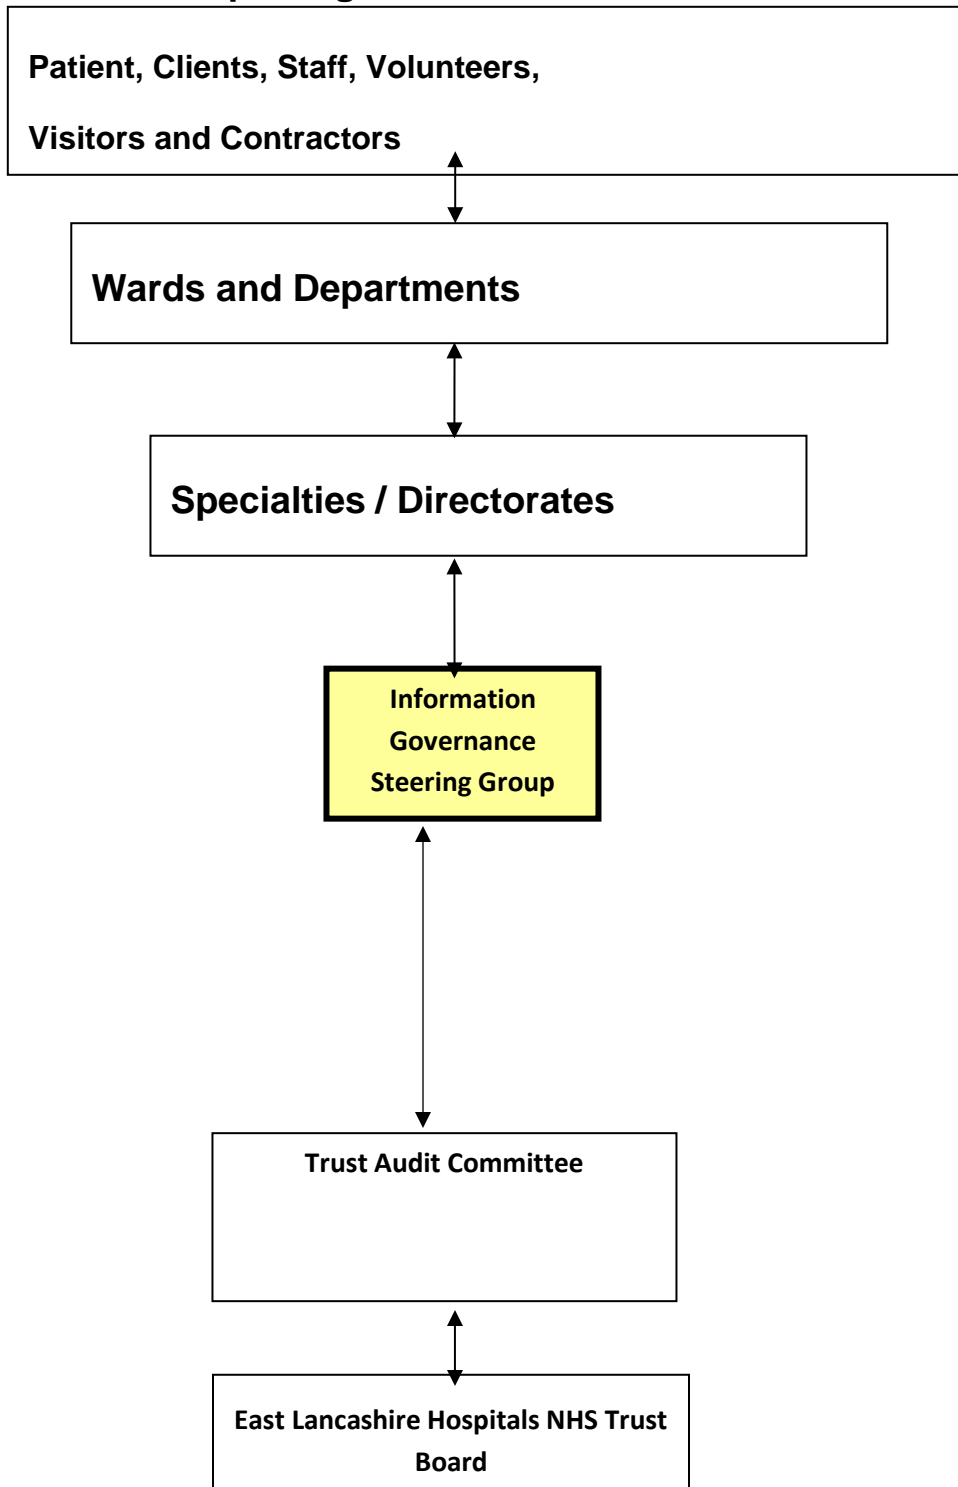 Patient, Clients, Staff, Volunteers,
Visitors and Contractors
Wards and Departments
Specialties / Directorates
Information
Governance
Steering Group
Trust Audit Committee
East Lancashire Hospitals NHS Trust
Board